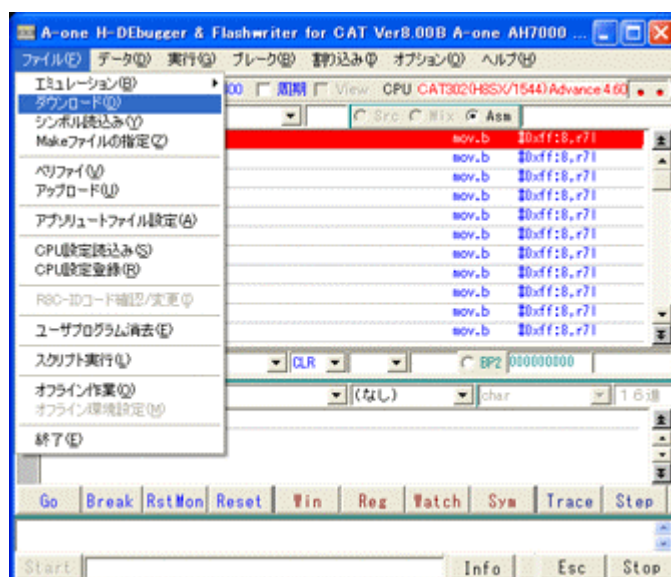 A-one H-DEbugger & Flashwriter for CAT Ver8.00B A-one AH7000 ...
ファイル(F) データ(D) 実行(G) ブレーク(B) 割り込み(I) オプション(O) ヘルプ(H)
エミュレーション(B)
ダウンロード(D)
シンボル読込み(Y)
Makeファイルの指定(Z)
ベリファイ(V)
アップロード(U)
アブソリュートファイル設定(A)
CPU設定読込み(S)
CPU設定登録(R)
R8C-IDコード確認/変更(I)
ユーザプログラム消去(E)
スクリプト実行(L)
オフライン作業(O)
オフライン環境設定(M)
終了(E)
00 周期 View CPU CAT302(H8SX/1544) Advance 4.60
Src Mix Asm
mov.b #0xff:8,r7l
mov.b #0xff:8,r7l
mov.b #0xff:8,r7l
mov.b #0xff:8,r7l
mov.b #0xff:8,r7l
mov.b #0xff:8,r7l
mov.b #0xff:8,r7l
mov.b #0xff:8,r7l
mov.b #0xff:8,r7l
mov.b #0xff:8,r7l
mov.b #0xff:8,r7l
CLR BP2 000000000
(なし) char 16進
Go Break RstMon Reset Win Reg Watch Sym Trace Step
Start Info Esc Stop